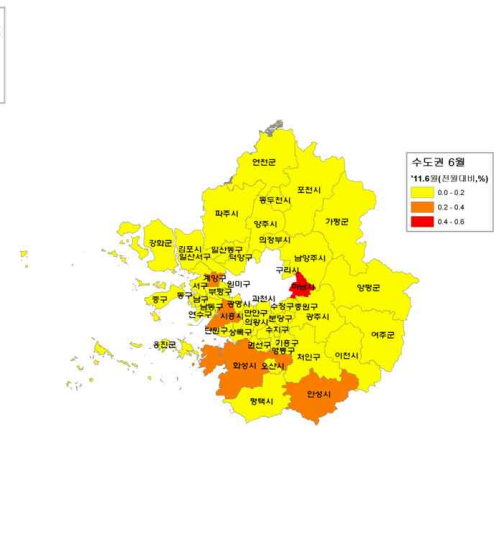 수도권 6월
'11.6월(전월대비,%)
0.0 - 0.2
0.2 - 0.4
0.4 - 0.6
연천군
포천시
동두천시
파주시
양주시
가평군
강화군
의정부시
김포시
일산동구
일산서구
덕양구
남양주시
구리시
계양구
하남시
양평군
서구
원미구
부평구
중구
동구
남구
광명시
과천시
남동구
수정구
중원구
연수구
시흥시
만안구
의왕시
분당구
광주시
단원구
상록구
수지구
여주군
옹진군
권선구
기흥구
영통구
화성시
오산시
처인구
이천시
평택시
안성시